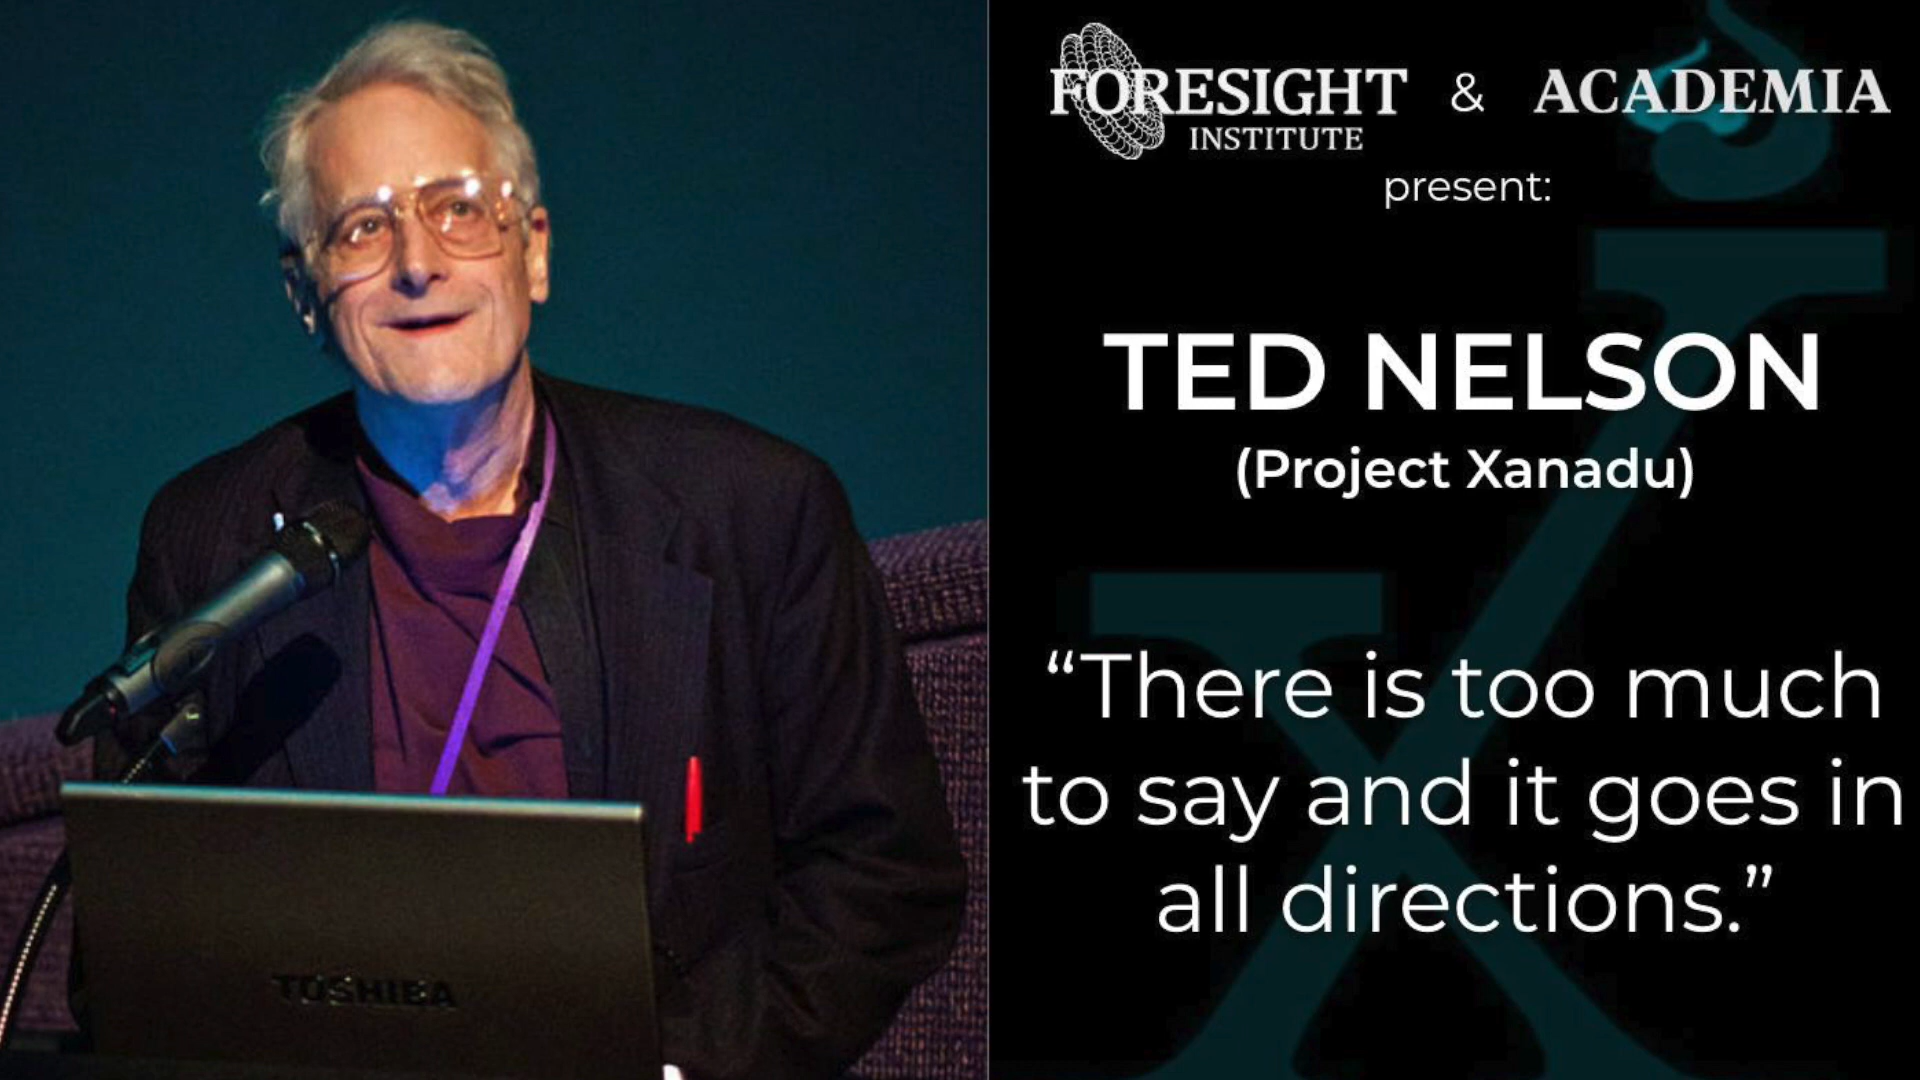 FORESIGHT & ACADEMIA
INSTITUTE
present:
TED NELSON
(Project Xanadu)
“There is too much
to say and it goes in
all directions.”
TOSHIBA